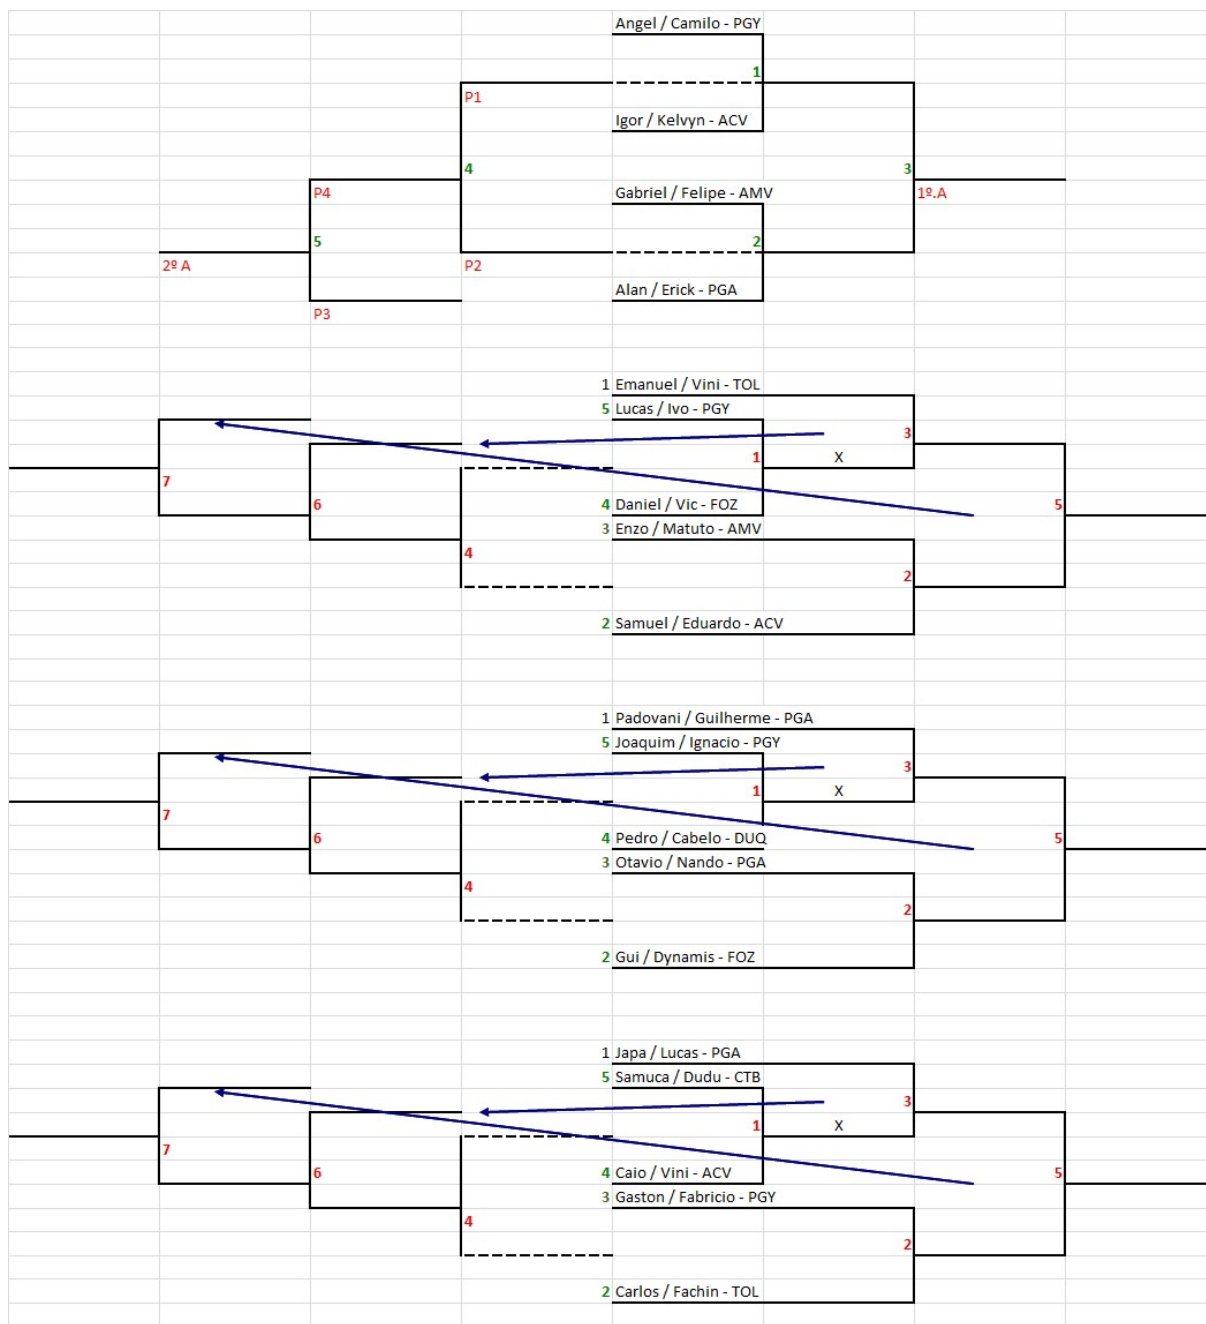 Angel / Camilo - PGY
1
P1
Igor / Kelvyn - ACV
4
3
P4
Gabriel / Felipe - AMV
1º.A
5
2
2º A
P2
Alan / Erick - PGA
P3
1 Emanuel / Vini - TOL
5 Lucas / Ivo - PGY
3
1
X
7
6
4 Daniel / Vic - FOZ
5
3 Enzo / Matuto - AMV
4
2
2 Samuel / Eduardo - ACV
1 Padovani / Guilherme - PGA
5 Joaquim / Ignacio - PGY
3
1
X
7
6
4 Pedro / Cabelo - DUQ
5
3 Otavio / Nando - PGA
4
2
2 Gui / Dynamis - FOZ
1 Japa / Lucas - PGA
5 Samuca / Dudu - CTB
3
1
X
7
6
4 Caio / Vini - ACV
5
3 Gaston / Fabricio - PGY
4
2
2 Carlos / Fachin - TOL